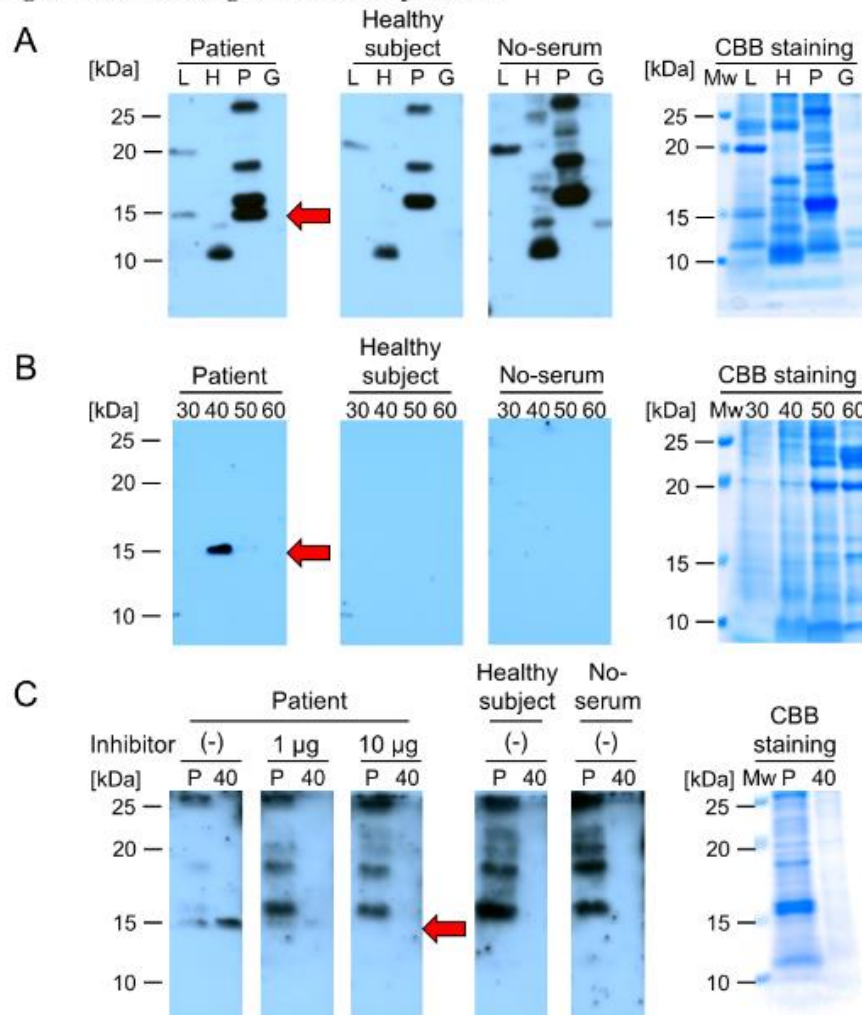 A
Patient
Healthy
subject
No-serum
CBB staining
[kDa] L H P G L H P G L H P G [kDa] Mw L H P G
25 25
20 20
15 15
10 10
B
Patient
Healthy
subject
No-serum
CBB staining
[kDa] 30 40 50 60 30 40 50 60 30 40 50 60 [kDa] Mw 30 40 50 60
25 25
20 20
15 15
10 10
C
Patient
Healthy
subject
No-
serum
CBB
staining
Inhibitor (-) 1 µg 10 µg (-) (-)
[kDa] P 40 P 40 P 40 P 40 P 40 [kDa] Mw P 40
25 25
20 20
15 15
10 10